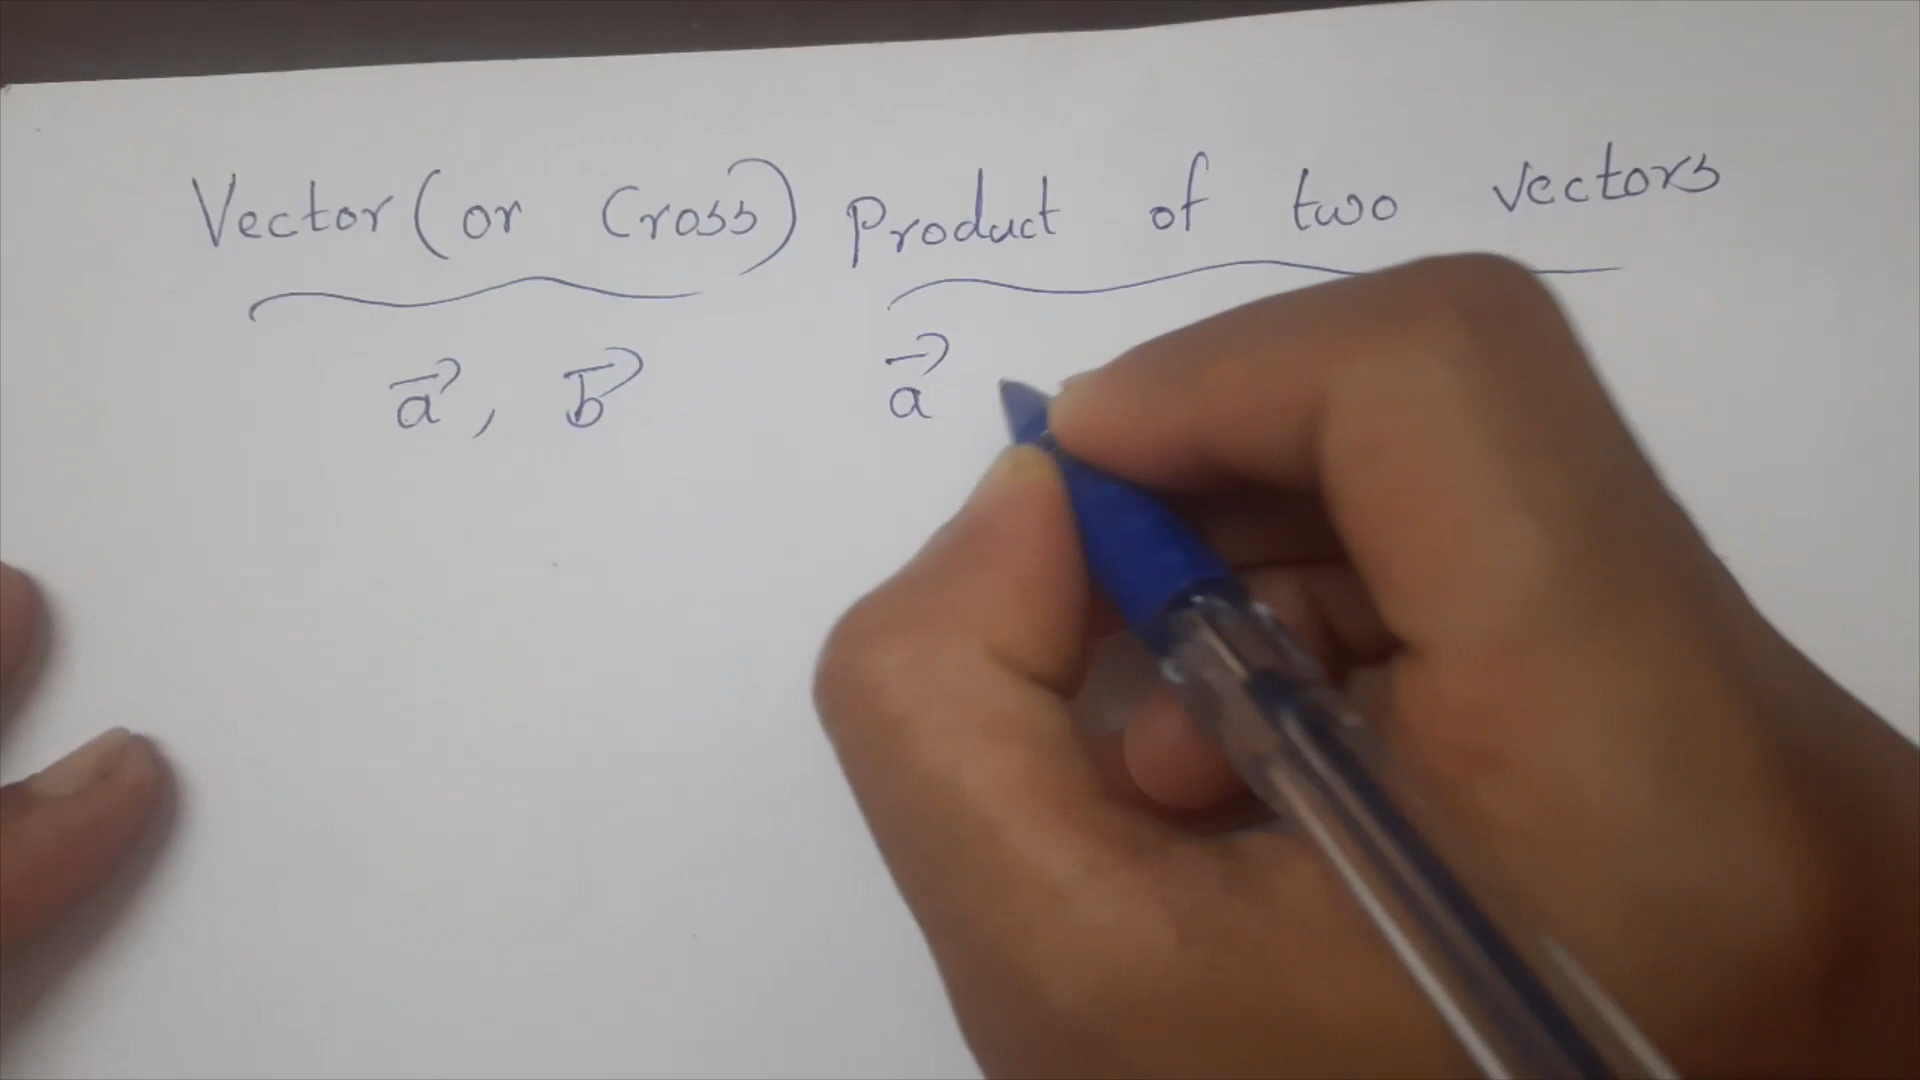 Vector (or Cross) Product of two vectors
a⃗ , b⃗ a⃗